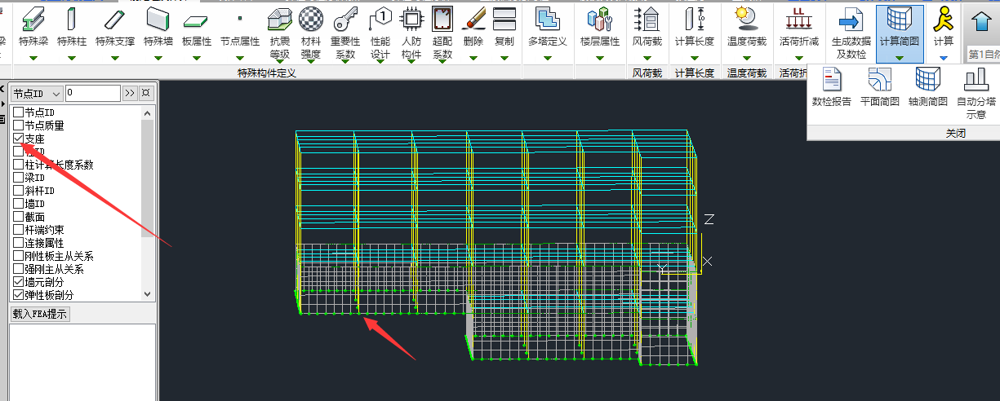 特殊梁 特殊柱 特殊支撑 特殊墙 板属性 节点属性 抗震等级 材料强度 重要性系数 性能设计 人防构件 超配系数 删除 复制 多塔定义 楼层属性 风荷载 计算长度 温度荷载 活荷折减 生成数据及数检 计算简图 计算 第1自然
特殊构件定义 风荷载 计算长度 温度荷载 活荷折
数检报告 平面简图 轴测简图 自动分塔示意
关闭
节点ID 0 >>
节点ID
节点质量
支座
柱计算长度系数
梁ID
斜杆ID
墙ID
截面
杆端约束
连接属性
刚性板主从关系
强刚主从关系
墙元剖分
弹性板剖分
载入FEA提示
Z
X
Y